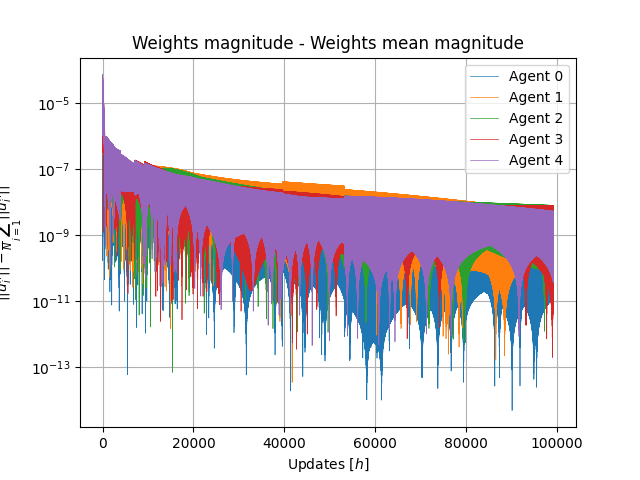 Weights magnitude - Weights mean magnitude
10⁻⁵
10⁻⁷
10⁻⁹
10⁻¹¹
10⁻¹³
Agent 0
Agent 1
Agent 2
Agent 3
Agent 4
0
20000
40000
60000
80000
100000
Updates [h]